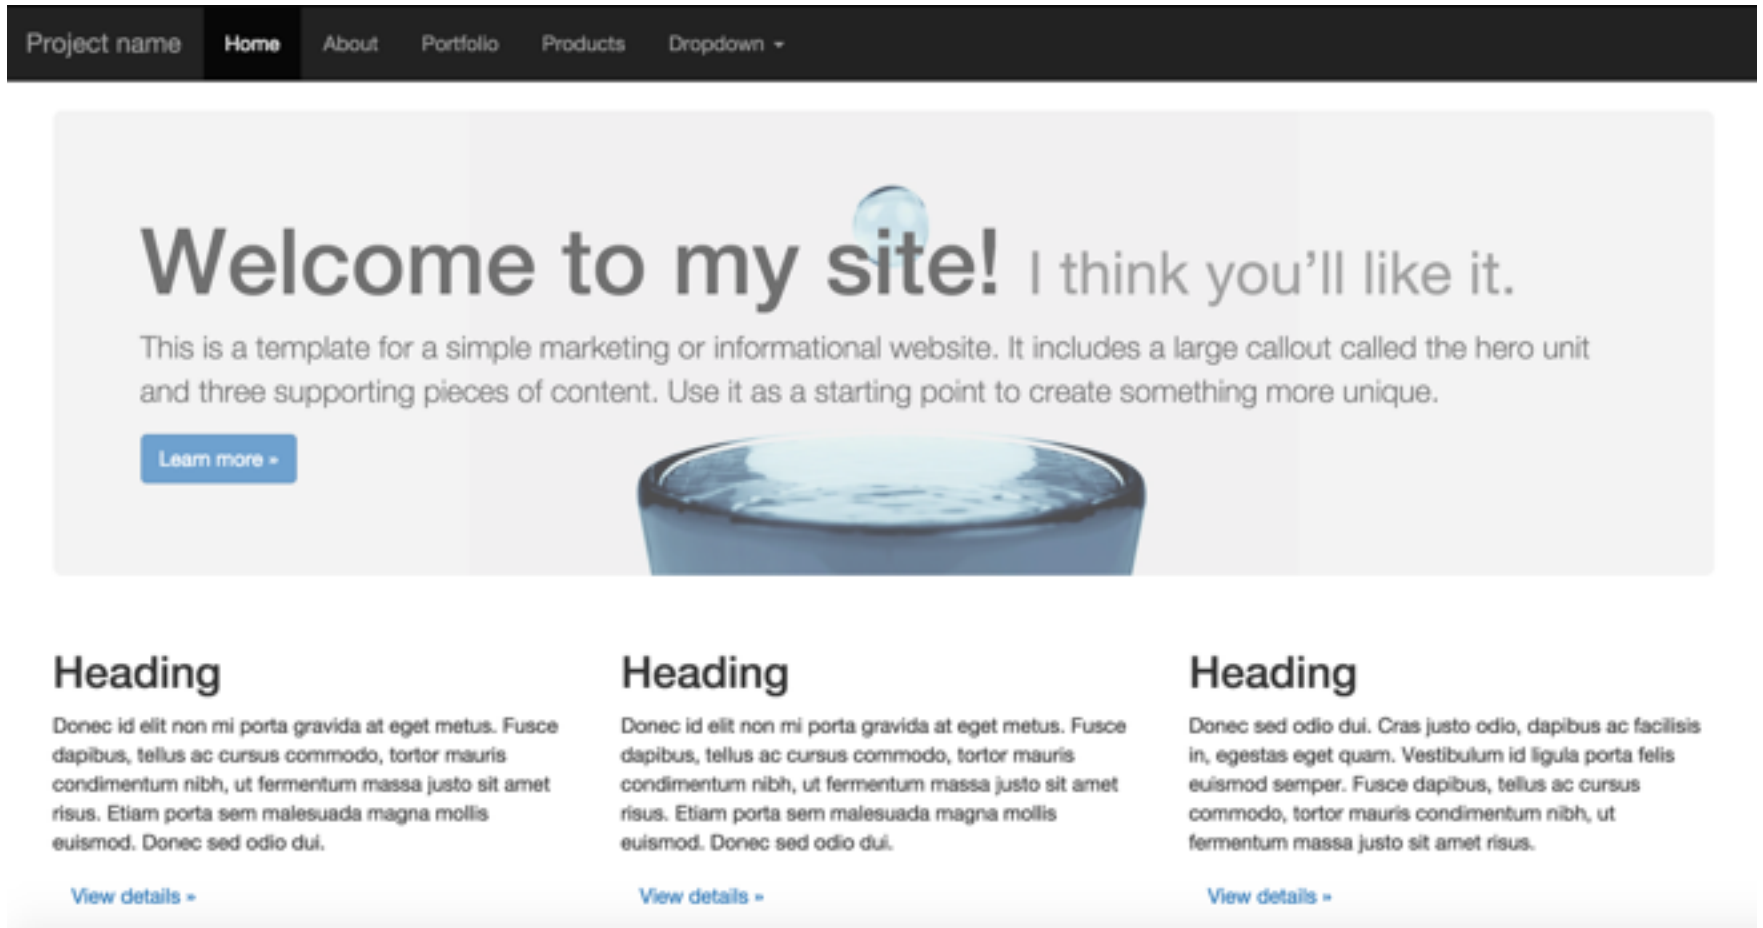 Project name Home About Portfolio Products Dropdown
Welcome to my site! I think you’ll like it.
This is a template for a simple marketing or informational website. It includes a large callout called the hero unit
and three supporting pieces of content. Use it as a starting point to create something more unique.
Learn more »
Heading
Donec id elit non mi porta gravida at eget metus. Fusce
dapibus, tellus ac cursus commodo, tortor mauris
condimentum nibh, ut fermentum massa justo sit amet
risus. Etiam porta sem malesuada magna mollis
euismod. Donec sed odio dui.
View details »
Heading
Donec id elit non mi porta gravida at eget metus. Fusce
dapibus, tellus ac cursus commodo, tortor mauris
condimentum nibh, ut fermentum massa justo sit amet
risus. Etiam porta sem malesuada magna mollis
euismod. Donec sed odio dui.
View details »
Heading
Donec sed odio dui. Cras justo odio, dapibus ac facilisis
in, egestas eget quam. Vestibulum id ligula porta felis
euismod semper. Fusce dapibus, tellus ac cursus
commodo, tortor mauris condimentum nibh, ut
fermentum massa justo sit amet risus.
View details »